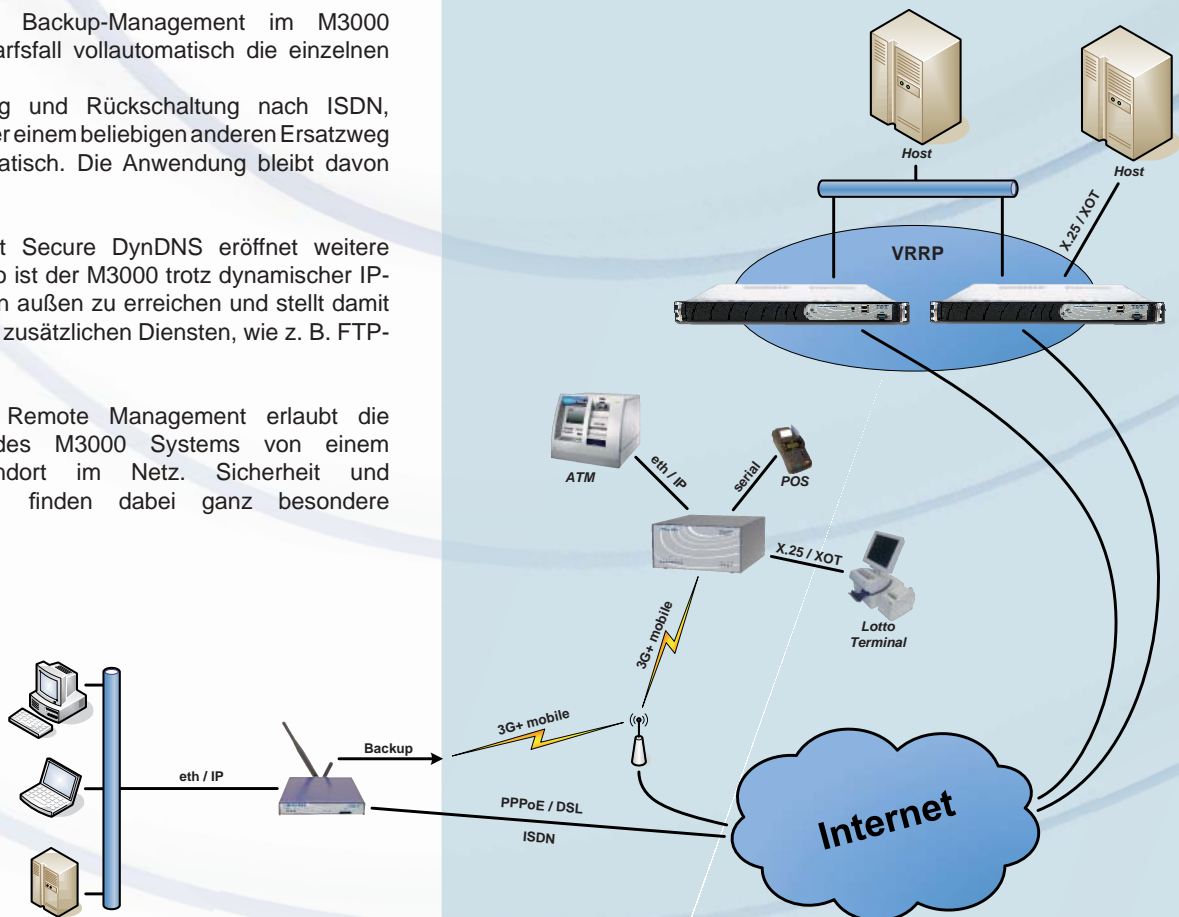 Backup-Management im M3000
vollautomatisch die einzelnen
und Rückschaltung nach ISDN,
einem beliebigen anderen Ersatzweg
Die Anwendung bleibt davon
Secure DynDNS eröffnet weitere
ist der M3000 trotz dynamischer IP-
außen zu erreichen und stellt damit
zusätzlichen Diensten, wie z. B. FTP-
Remote Management erlaubt die
des M3000 Systems von einem
im Netz. Sicherheit und
finden dabei ganz besondere
Host
Host
X.25 / XOT
VRRP
ATM
eth / IP
serial
POS
X.25 / XOT
Lotto
Terminal
3G+ mobile
3G+ mobile
Backup
eth / IP
PPPoE / DSL
ISDN
Internet